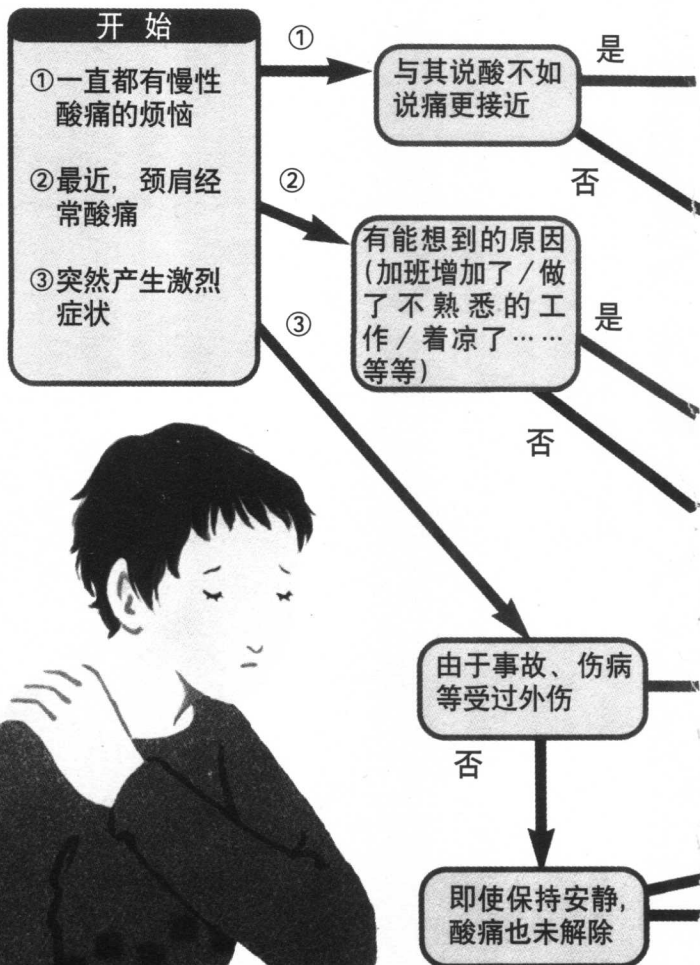 开 始
①一直都有慢性
酸痛的烦恼
②最近，颈肩经
常酸痛
③突然产生激烈
症状
①
与其说酸不如
说痛更接近
是
否
②
有能想到的原因
(加班增加了/做
了不熟悉的工
作/着凉了……
等等)
是
否
③
由于事故、伤病
等受过外伤
否
即使保持安静，
酸痛也未解除